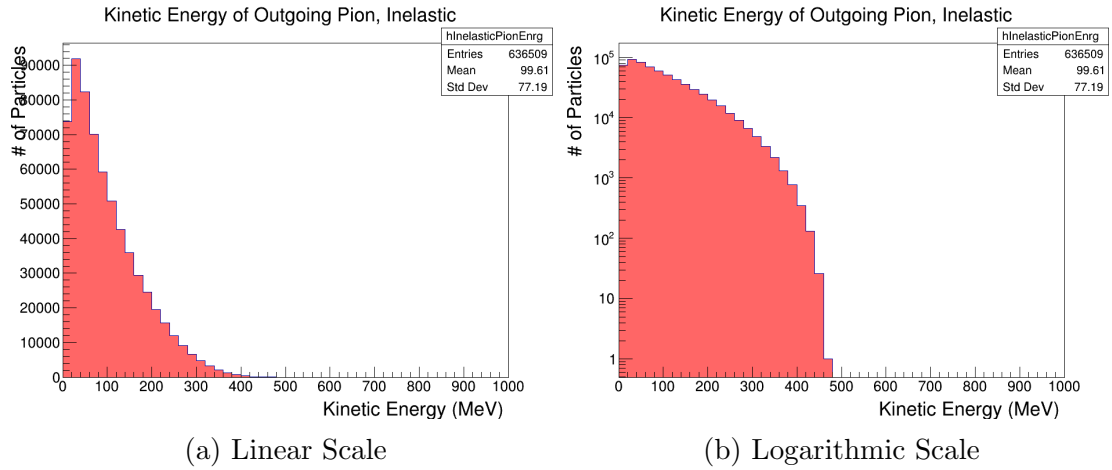 Kinetic Energy of Outgoing Pion, Inelastic
hInelasticPionEnrg
Entries 636509
Mean 99.61
Std Dev 77.19
# of Particles
90000
80000
70000
60000
50000
40000
30000
20000
10000
0
0 100 200 300 400 500 600 700 800 900 1000
Kinetic Energy (MeV)
(a) Linear Scale
Kinetic Energy of Outgoing Pion, Inelastic
hInelasticPionEnrg
Entries 636509
Mean 99.61
Std Dev 77.19
# of Particles
10⁵
10⁴
10³
10²
10
1
0 100 200 300 400 500 600 700 800 900 1000
Kinetic Energy (MeV)
(b) Logarithmic Scale